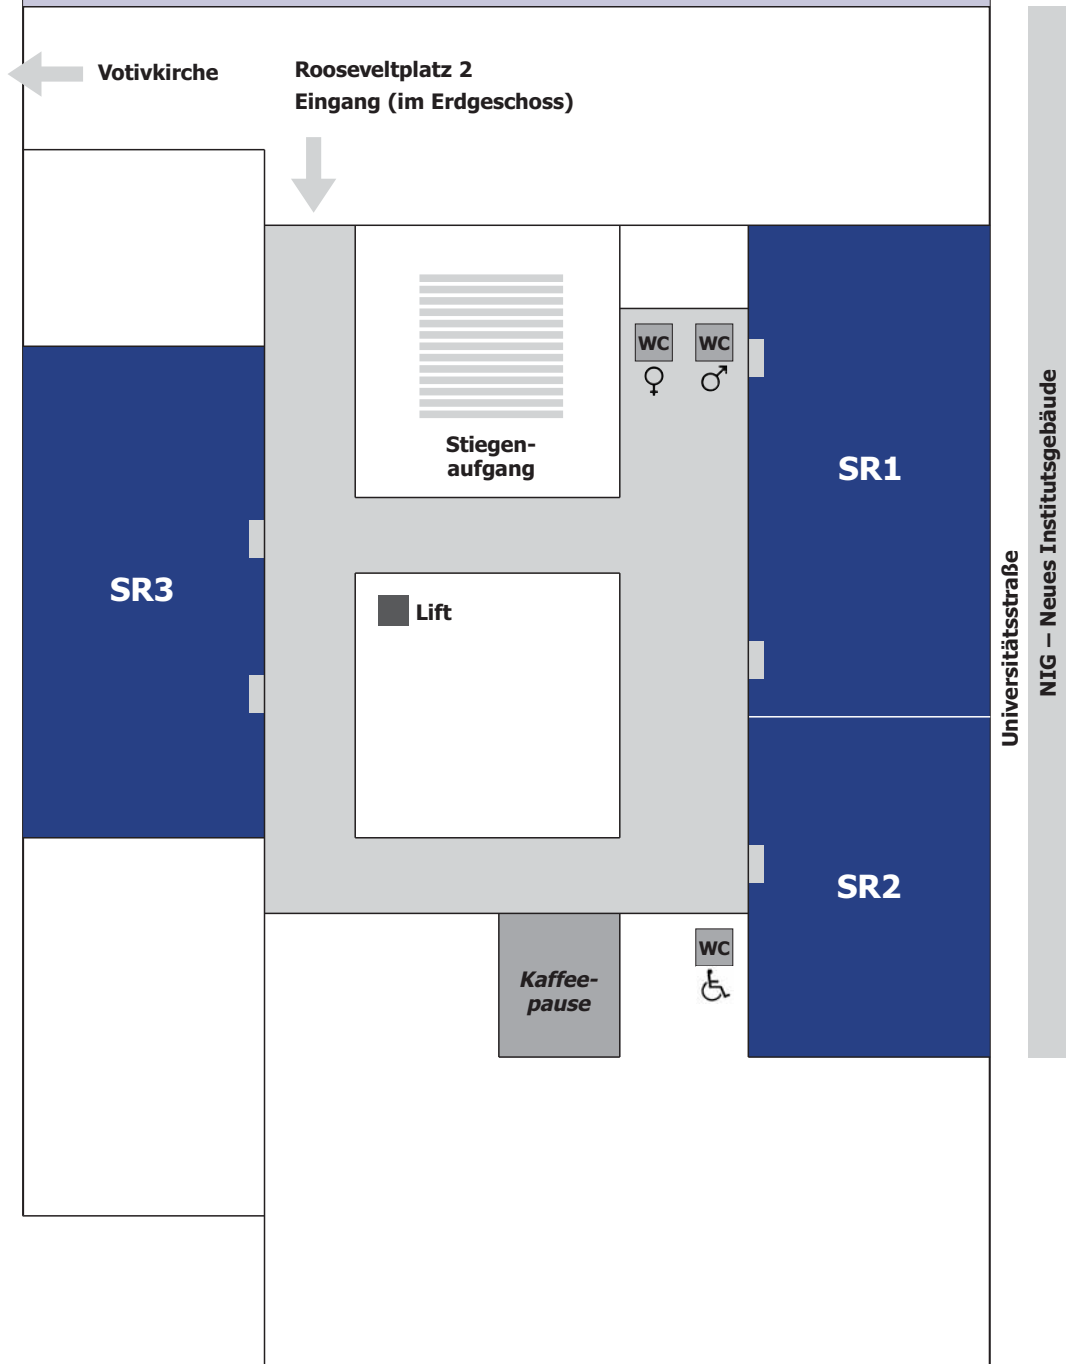 Votivkirche
Rooseveltplatz 2
Eingang (im Erdgeschoss)
WC
WC
Stiegen-
aufgang
SR1
SR3
Lift
Universitätsstraße
NIG – Neues Institutsgebäude
SR2
WC
Kaffee-
pause